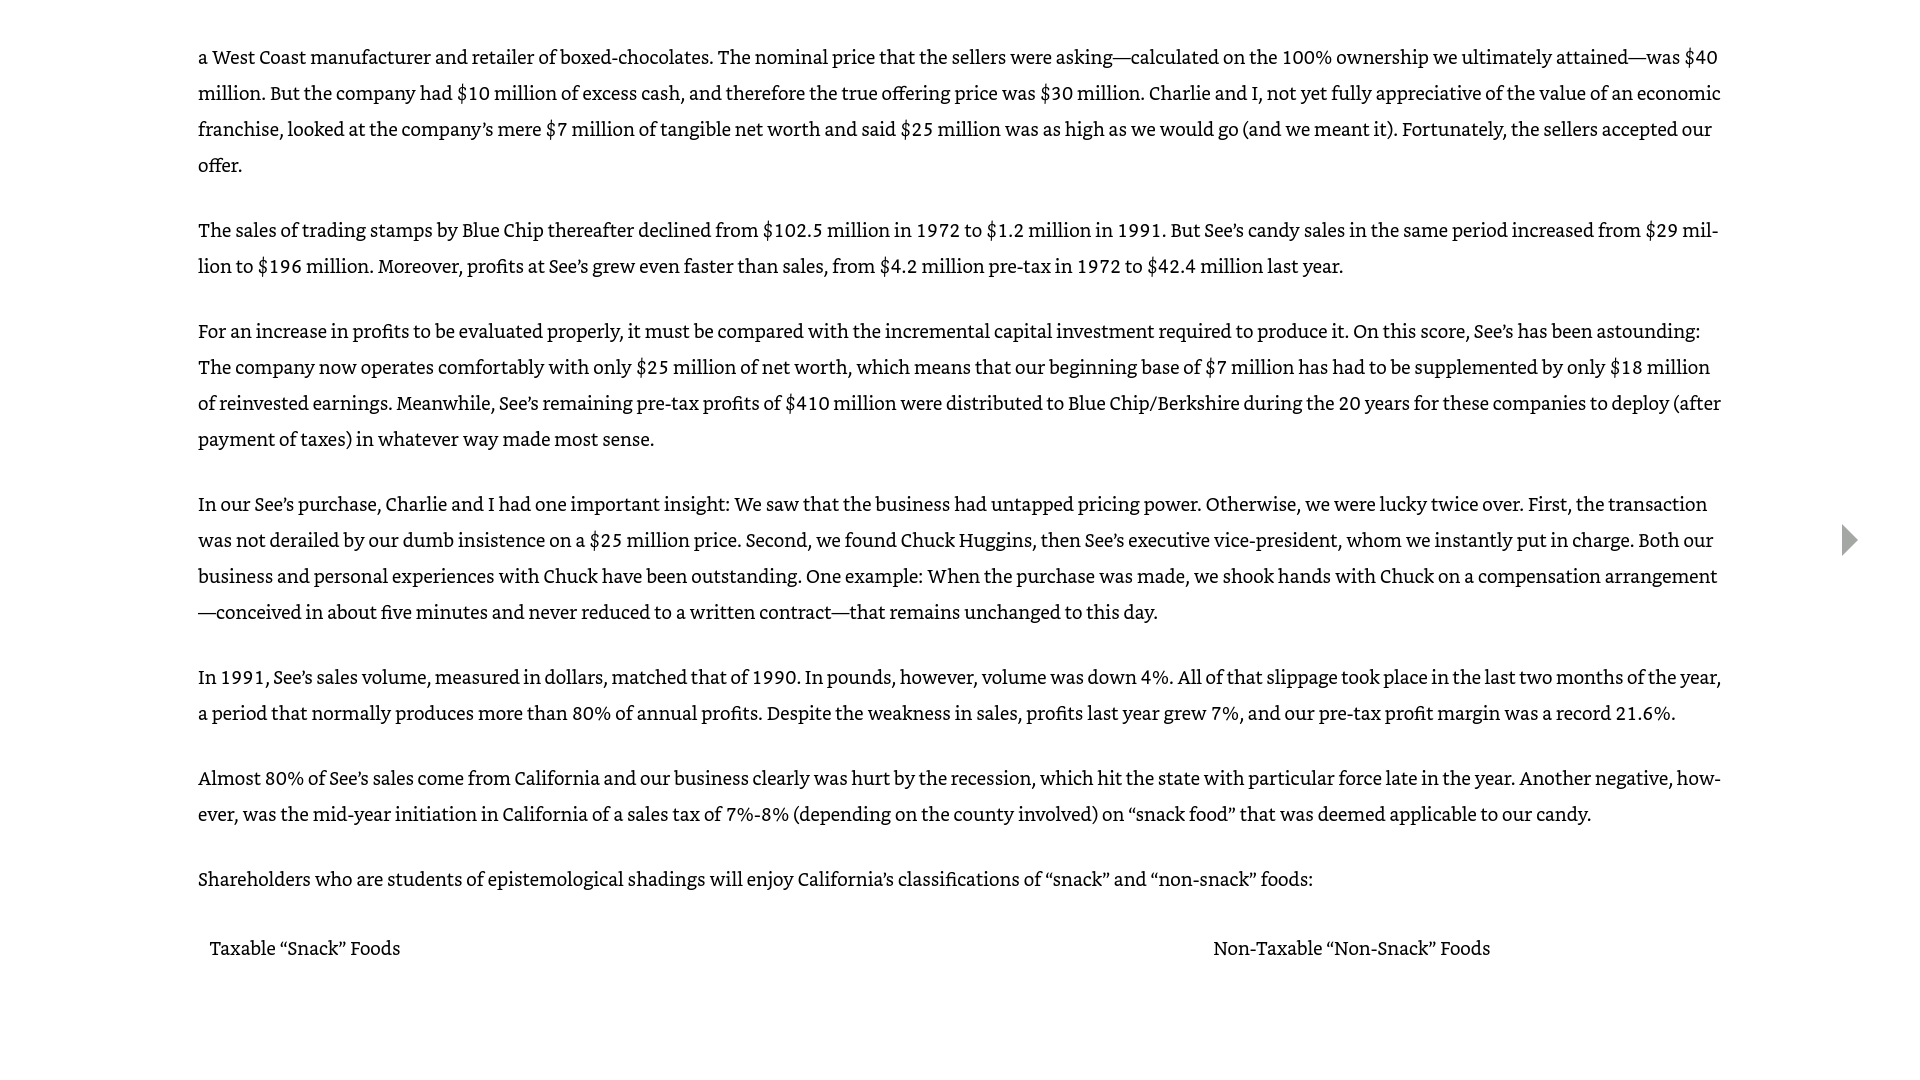 a West Coast manufacturer and retailer of boxed-chocolates. The nominal price that the sellers were asking—calculated on the 100% ownership we ultimately attained—was $40
million. But the company had $10 million of excess cash, and therefore the true offering price was $30 million. Charlie and I, not yet fully appreciative of the value of an economic
franchise, looked at the company’s mere $7 million of tangible net worth and said $25 million was as high as we would go (and we meant it). Fortunately, the sellers accepted our
offer.
The sales of trading stamps by Blue Chip thereafter declined from $102.5 million in 1972 to $1.2 million in 1991. But See’s candy sales in the same period increased from $29 mil-
lion to $196 million. Moreover, profits at See’s grew even faster than sales, from $4.2 million pre-tax in 1972 to $42.4 million last year.
For an increase in profits to be evaluated properly, it must be compared with the incremental capital investment required to produce it. On this score, See’s has been astounding:
The company now operates comfortably with only $25 million of net worth, which means that our beginning base of $7 million has had to be supplemented by only $18 million
of reinvested earnings. Meanwhile, See’s remaining pre-tax profits of $410 million were distributed to Blue Chip/Berkshire during the 20 years for these companies to deploy (after
payment of taxes) in whatever way made most sense.
In our See’s purchase, Charlie and I had one important insight: We saw that the business had untapped pricing power. Otherwise, we were lucky twice over. First, the transaction
was not derailed by our dumb insistence on a $25 million price. Second, we found Chuck Huggins, then See’s executive vice-president, whom we instantly put in charge. Both our
business and personal experiences with Chuck have been outstanding. One example: When the purchase was made, we shook hands with Chuck on a compensation arrangement
—conceived in about five minutes and never reduced to a written contract—that remains unchanged to this day.
In 1991, See’s sales volume, measured in dollars, matched that of 1990. In pounds, however, volume was down 4%. All of that slippage took place in the last two months of the year,
a period that normally produces more than 80% of annual profits. Despite the weakness in sales, profits last year grew 7%, and our pre-tax profit margin was a record 21.6%.
Almost 80% of See’s sales come from California and our business clearly was hurt by the recession, which hit the state with particular force late in the year. Another negative, how-
ever, was the mid-year initiation in California of a sales tax of 7%-8% (depending on the county involved) on “snack food” that was deemed applicable to our candy.
Shareholders who are students of epistemological shadings will enjoy California’s classifications of “snack” and “non-snack” foods:
Taxable “Snack” Foods
Non-Taxable “Non-Snack” Foods